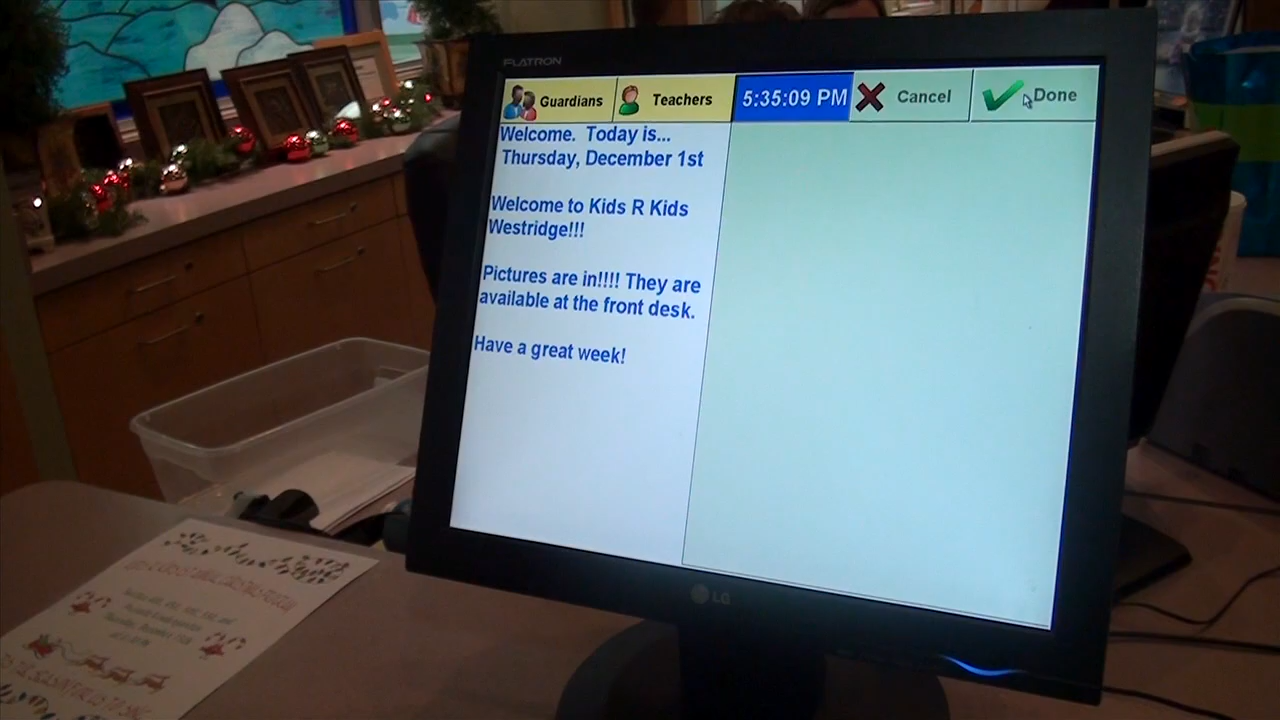 FLATRON
Guardians
Teachers
5:35:09 PM
Cancel
Done
Welcome. Today is...
Thursday, December 1st
Welcome to Kids R Kids
Westridge!!!
Pictures are in!!!! They are
available at the front desk.
Have a great week!
LG